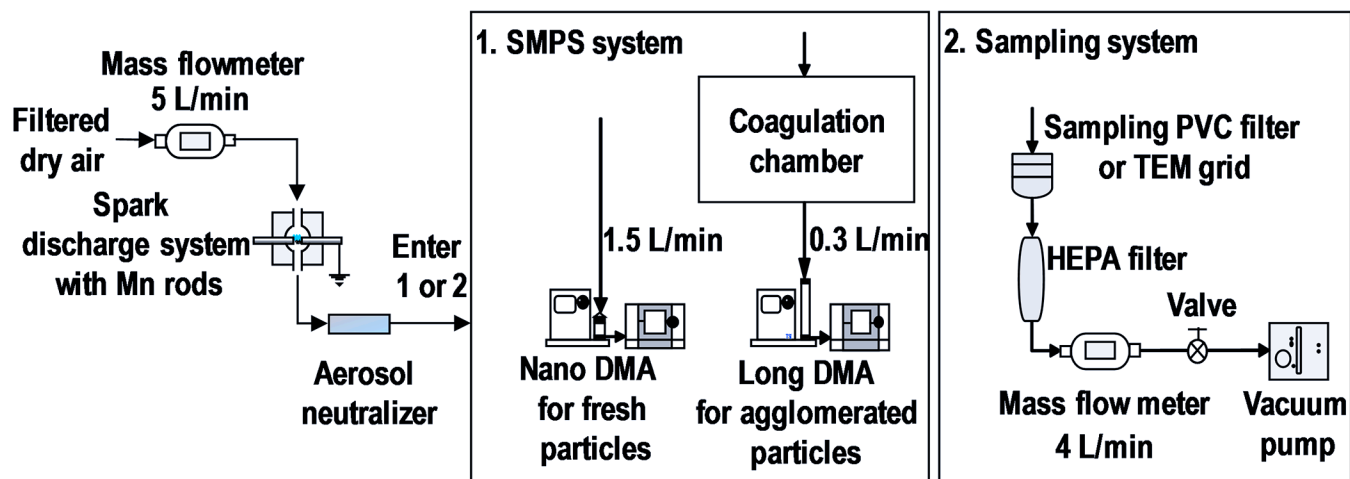 Mass flowmeter
5 L/min
Filtered
dry air
Spark
discharge system
with Mn rods
Enter
1 or 2
Aerosol
neutralizer
1. SMPS system
Coagulation
chamber
1.5 L/min
0.3 L/min
Nano DMA
for fresh
particles
Long DMA
for agglomerated
particles
2. Sampling system
Sampling PVC filter
or TEM grid
HEPA filter
Valve
Mass flow meter
4 L/min
Vacuum
pump